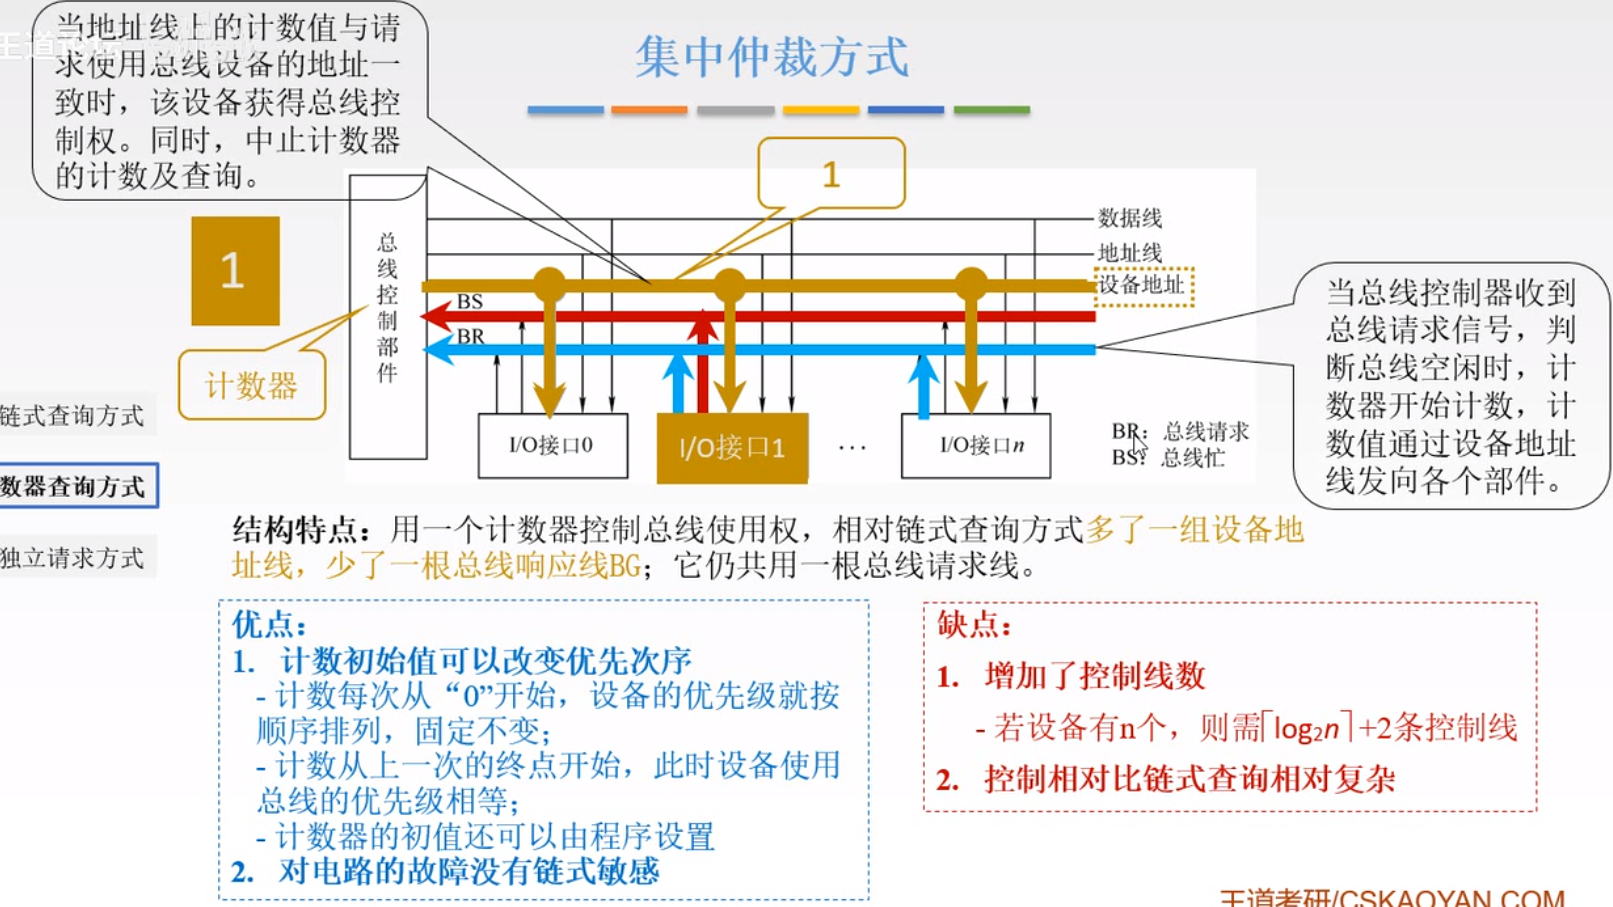 当地址线上的计数值与请
求使用总线设备的地址一
致时，该设备获得总线控
制权。同时，中止计数器
的计数及查询。
集中仲裁方式
1
1
总线控制部件
数据线
地址线
设备地址
BS
BR
计数器
I/O接口0
I/O接口1
…
I/O接口n
BR：总线请求
BS：总线忙
当总线控制器收到
总线请求信号，判
断总线空闲时，计
数器开始计数，计
数值通过设备地址
线发向各个部件。
链式查询方式
数器查询方式
独立请求方式
结构特点：用一个计数器控制总线使用权，相对链式查询方式多了一组设备地
址线，少了一根总线响应线BG；它仍共用一根总线请求线。
优点：
1. 计数初始值可以改变优先次序
- 计数每次从“0”开始，设备的优先级就按
顺序排列，固定不变；
- 计数从上一次的终点开始，此时设备使用
总线的优先级相等；
- 计数器的初值还可以由程序设置
2. 对电路的故障没有链式敏感
缺点：
1. 增加了控制线数
- 若设备有n个，则需⌈log₂n⌉+2条控制线
2. 控制相对比链式查询相对复杂
王道考研/CSKAOYAN.COM